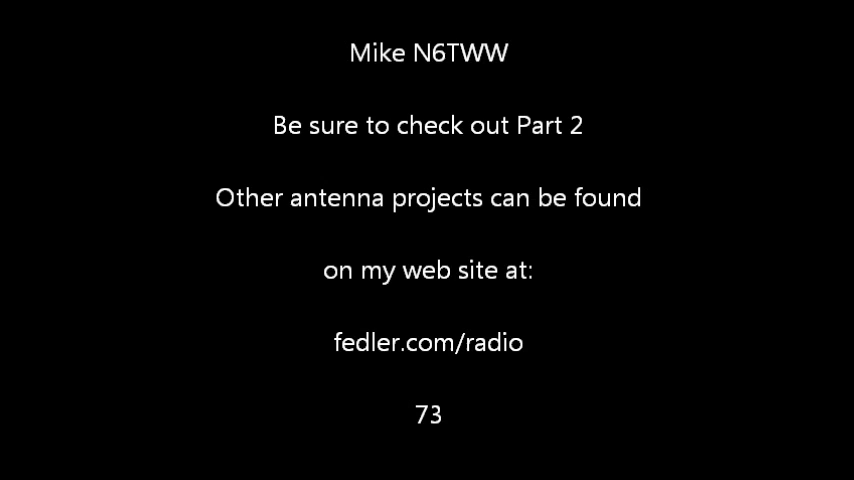 Mike N6TWW
Be sure to check out Part 2
Other antenna projects can be found
on my web site at:
fedler.com/radio
73